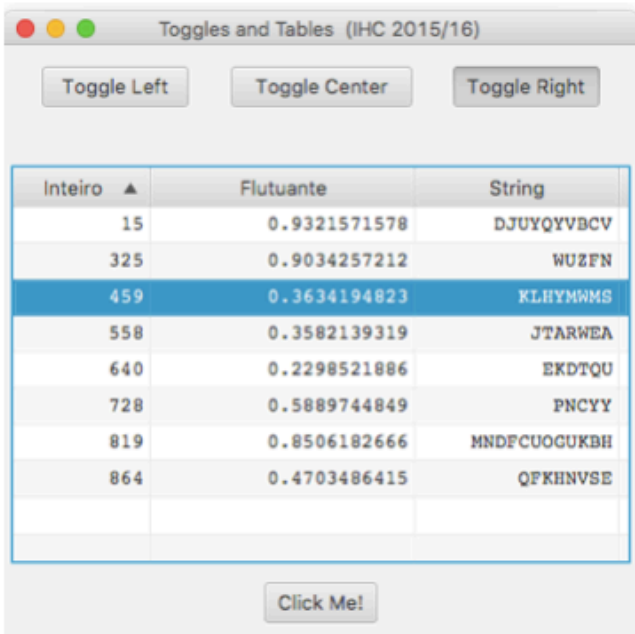 Toggles and Tables (IHC 2015/16)
Toggle Left Toggle Center Toggle Right
Inteiro ▲ Flutuante String
15 0.9321571578 DJUYQYVBCV
325 0.9034257212 WUZFN
459 0.3634194823 KLHYMWMS
558 0.3582139319 JTARWEA
640 0.2298521886 EKDTQU
728 0.5889744849 PNCYY
819 0.8506182666 MNDFCUOGUKBH
864 0.4703486415 QFKHNVSE
Click Me!